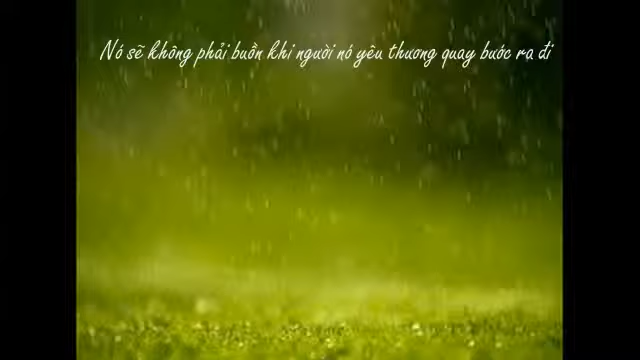 Nó sẽ không phải buồn khi người nó yêu thương quay bước ra đi